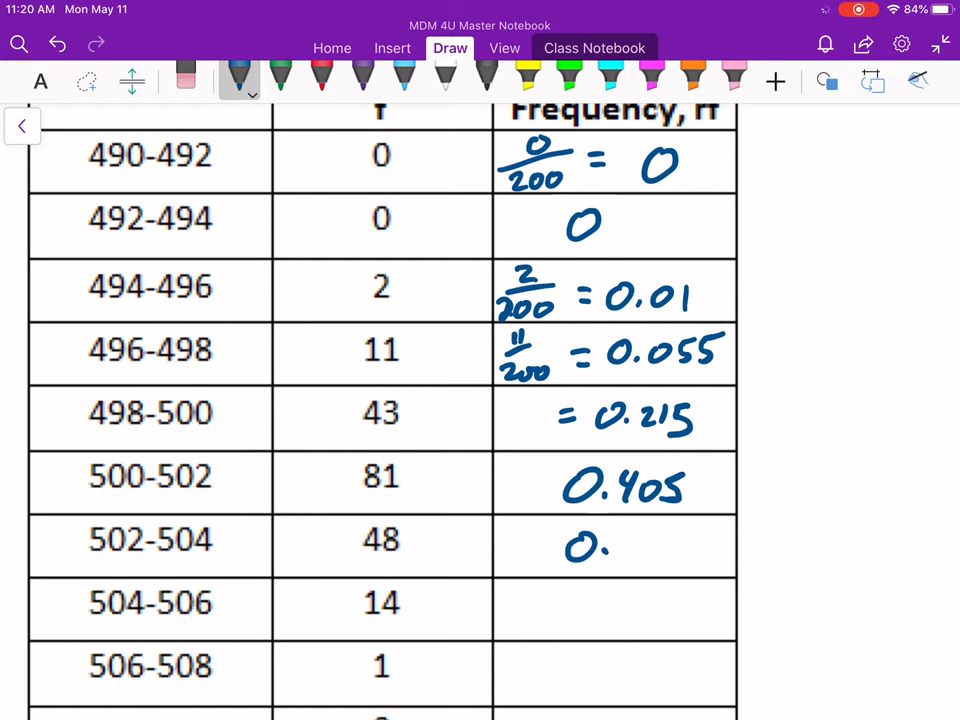 11:20 AM Mon May 11 84%
MDM 4U Master Notebook
Home Insert Draw View Class Notebook
A
f Frequency, rf
490-492 0 0/200 = 0
492-494 0 0
494-496 2 2/200 = 0.01
496-498 11 11/200 = 0.055
498-500 43 = 0.215
500-502 81 0.405
502-504 48 0.
504-506 14
506-508 1